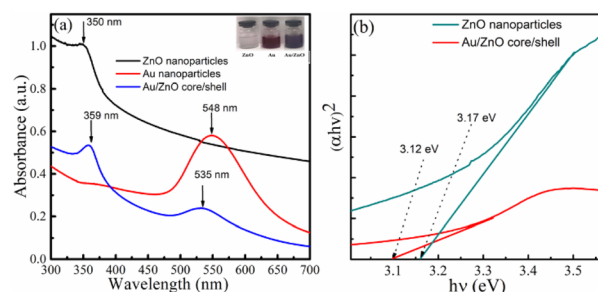 (a)
350 nm
ZnO
Au
Au/ZnO
ZnO nanoparticles
Au nanoparticles
Au/ZnO core/shell
359 nm
548 nm
535 nm
Absorbance (a.u.)
1.0
0.8
0.6
0.4
0.2
0.0
300 350 400 450 500 550 600 650 700
Wavelength (nm)
(b)
ZnO nanoparticles
Au/ZnO core/shell
3.17 eV
3.12 eV
(αhν)2
3.1 3.2 3.3 3.4 3.5
hν (eV)